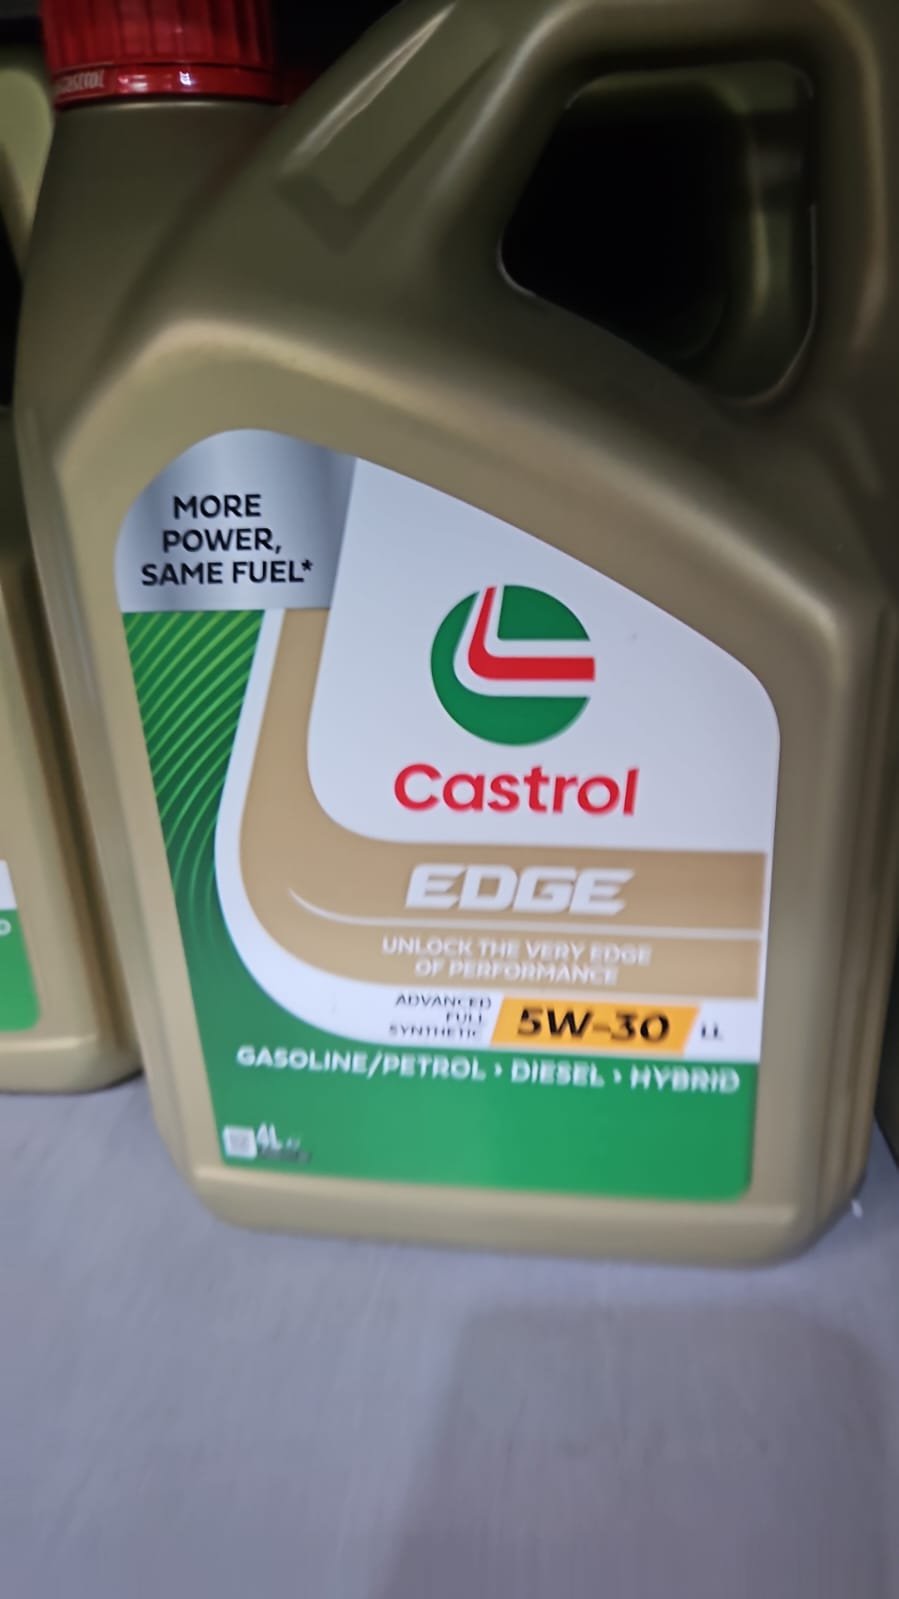 Castrol
MORE
POWER,
SAME FUEL*
Castrol
EDGE
UNLOCK THE VERY EDGE
OF PERFORMANCE
ADVANCED
FULL
SYNTHETIC
5W-30 LL
GASOLINE/PETROL › DIESEL › HYBRID
4L